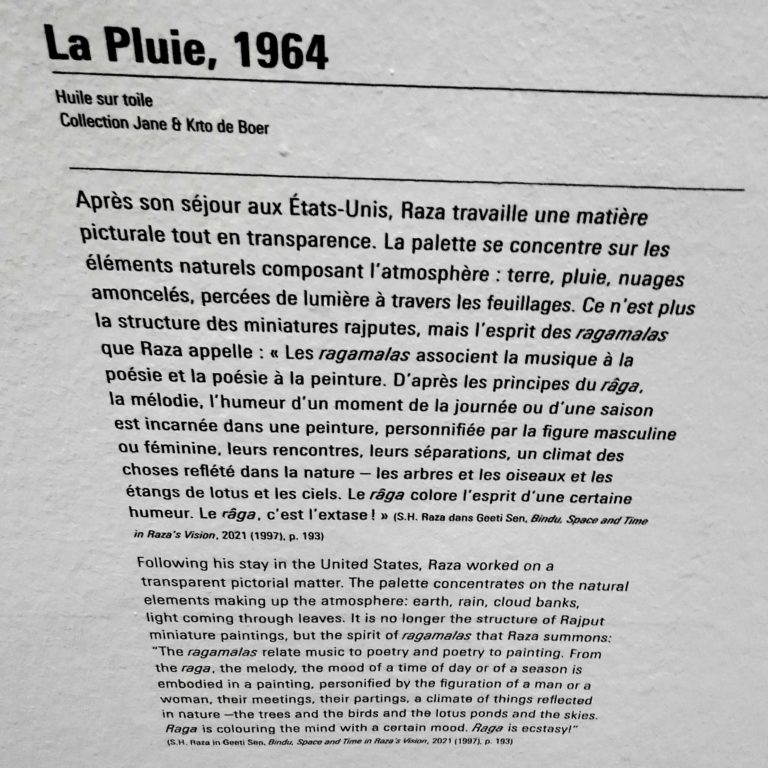 La Pluie, 1964
Huile sur toile
Collection Jane & Kito de Boer
Après son séjour aux États-Unis, Raza travaille une matière
picturale tout en transparence. La palette se concentre sur les
éléments naturels composant l'atmosphère : terre, pluie, nuages
amoncelés, percées de lumière à travers les feuillages. Ce n'est plus
la structure des miniatures rajputes, mais l'esprit des ragamalas
que Raza appelle : « Les ragamalas associent la musique à la
poésie et la poésie à la peinture. D'après les principes du râga,
la mélodie, l'humeur d'un moment de la journée ou d'une saison
est incarnée dans une peinture, personnifiée par la figure masculine
ou féminine, leurs rencontres, leurs séparations, un climat des
choses reflété dans la nature – les arbres et les oiseaux et les
étangs de lotus et les ciels. Le râga colore l'esprit d'une certaine
humeur. Le râga, c'est l'extase ! » (S.H. Raza dans Geeti Sen, Bindu, Space and Time
in Raza's Vision, 2021 (1997), p. 193)
Following his stay in the United States, Raza worked on a
transparent pictorial matter. The palette concentrates on the natural
elements making up the atmosphere: earth, rain, cloud banks,
light coming through leaves. It is no longer the structure of Rajput
miniature paintings, but the spirit of ragamalas that Raza summons:
"The ragamalas relate music to poetry and poetry to painting. From
the raga, the melody, the mood of a time of day or of a season is
embodied in a painting, personified by the figuration of a man or a
woman, their meetings, their partings, a climate of things reflected
in nature –the trees and the birds and the lotus ponds and the skies.
Raga is colouring the mind with a certain mood. Raga is ecstasy!"
(S.H. Raza in Geeti Sen, Bindu, Space and Time in Raza's Vision, 2021 (1997), p. 193)